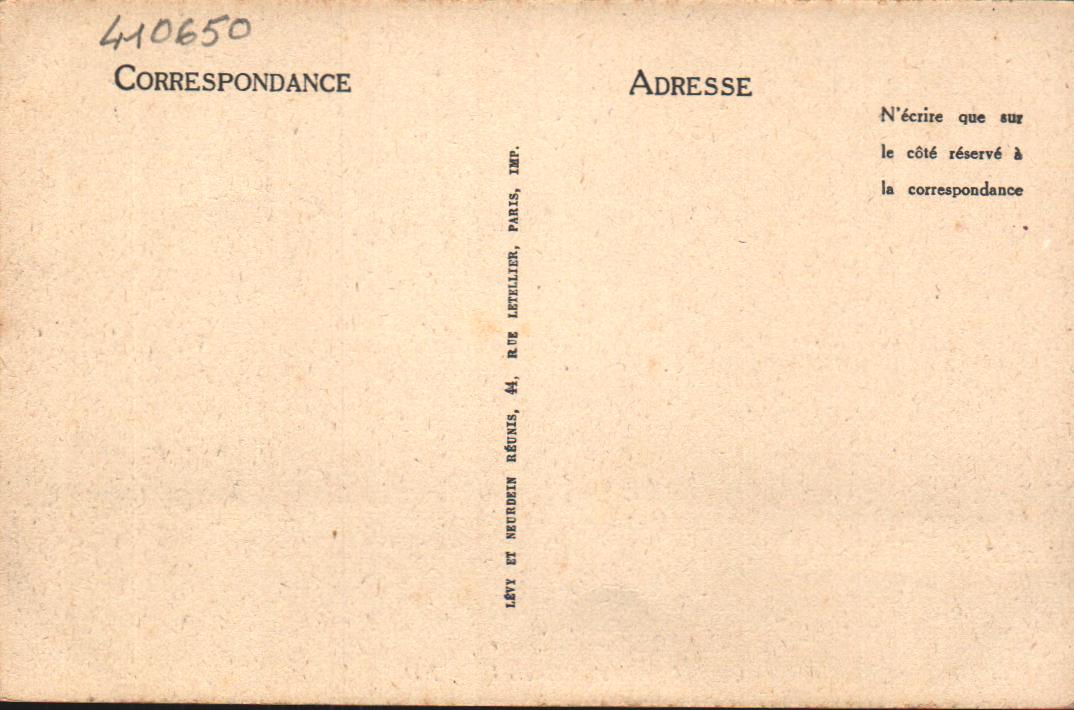 410650
CORRESPONDANCE
ADRESSE
N'écrire que sur
le côté réservé à
la correspondance
LÉVY ET NEURDEIN RÉUNIS, 44, RUE LETELLIER, PARIS, IMP.